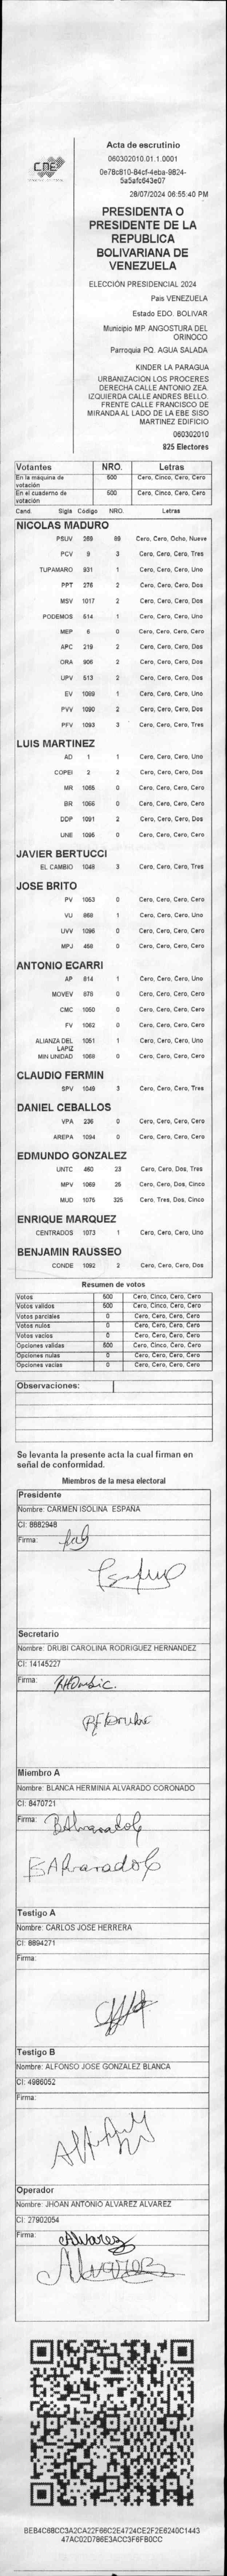 CNE
Acta de escrutinio
060302010.01.1.0001
0e78c810-84cf-4eba-9824-
5a5afc643e07
28/07/2024 06:55:40 PM
PRESIDENTA O
PRESIDENTE DE LA
REPUBLICA
BOLIVARIANA DE
VENEZUELA
ELECCIÓN PRESIDENCIAL 2024
Pais VENEZUELA
Estado EDO. BOLIVAR
Municipio MP. ANGOSTURA DEL
ORINOCO
Parroquia PQ. AGUA SALADA
KINDER LA PARAGUA
URBANIZACION LOS PROCERES
DERECHA CALLE ANTONIO ZEA.
IZQUIERDA CALLE ANDRES BELLO.
FRENTE CALLE FRANCISCO DE
MIRANDA AL LADO DE LA EBE SISO
MARTINEZ EDIFICIO
060302010
825 Electores
Votantes NRO. Letras
En la máquina de votación 500 Cero, Cinco, Cero, Cero
En el cuaderno de votación 500 Cero, Cinco, Cero, Cero
Cand. Sigla Código NRO. Letras
NICOLAS MADURO
PSUV 269 89 Cero, Cero, Ocho, Nueve
PCV 9 3 Cero, Cero, Cero, Tres
TUPAMARO 931 1 Cero, Cero, Cero, Uno
PPT 276 2 Cero, Cero, Cero, Dos
MSV 1017 2 Cero, Cero, Cero, Dos
PODEMOS 514 1 Cero, Cero, Cero, Uno
MEP 6 0 Cero, Cero, Cero, Cero
APC 219 2 Cero, Cero, Cero, Dos
ORA 906 2 Cero, Cero, Cero, Dos
UPV 513 2 Cero, Cero, Cero, Dos
EV 1089 1 Cero, Cero, Cero, Uno
PVV 1090 2 Cero, Cero, Cero, Dos
PFV 1093 3 Cero, Cero, Cero, Tres
LUIS MARTINEZ
AD 1 1 Cero, Cero, Cero, Uno
COPEI 2 2 Cero, Cero, Cero, Dos
MR 1065 0 Cero, Cero, Cero, Cero
BR 1066 0 Cero, Cero, Cero, Cero
DDP 1091 2 Cero, Cero, Cero, Dos
UNE 1095 0 Cero, Cero, Cero, Cero
JAVIER BERTUCCI
EL CAMBIO 1048 3 Cero, Cero, Cero, Tres
JOSE BRITO
PV 1063 0 Cero, Cero, Cero, Cero
VU 868 1 Cero, Cero, Cero, Uno
UVV 1096 0 Cero, Cero, Cero, Cero
MPJ 458 0 Cero, Cero, Cero, Cero
ANTONIO ECARRI
AP 814 1 Cero, Cero, Cero, Uno
MOVEV 878 0 Cero, Cero, Cero, Cero
CMC 1050 0 Cero, Cero, Cero, Cero
FV 1062 0 Cero, Cero, Cero, Cero
ALIANZA DEL LAPIZ 1051 1 Cero, Cero, Cero, Uno
MIN UNIDAD 1068 0 Cero, Cero, Cero, Cero
CLAUDIO FERMIN
SPV 1049 3 Cero, Cero, Cero, Tres
DANIEL CEBALLOS
VPA 236 0 Cero, Cero, Cero, Cero
AREPA 1094 0 Cero, Cero, Cero, Cero
EDMUNDO GONZALEZ
UNTC 460 23 Cero, Cero, Dos, Tres
MPV 1069 25 Cero, Cero, Dos, Cinco
MUD 1075 325 Cero, Tres, Dos, Cinco
ENRIQUE MARQUEZ
CENTRADOS 1073 1 Cero, Cero, Cero, Uno
BENJAMIN RAUSSEO
CONDE 1092 2 Cero, Cero, Cero, Dos
Resumen de votos
Votos 500 Cero, Cinco, Cero, Cero
Votos validos 500 Cero, Cinco, Cero, Cero
Votos parciales 0 Cero, Cero, Cero, Cero
Votos nulos 0 Cero, Cero, Cero, Cero
Votos vacios 0 Cero, Cero, Cero, Cero
Opciones validas 500 Cero, Cinco, Cero, Cero
Opciones nulas 0 Cero, Cero, Cero, Cero
Opciones vacias 0 Cero, Cero, Cero, Cero
Observaciones:
Se levanta la presente acta la cual firman en
señal de conformidad.
Miembros de la mesa electoral
Presidente
Nombre: CARMEN ISOLINA ESPAÑA
CI: 8882948
Firma:
Secretario
Nombre: DRUBI CAROLINA RODRIGUEZ HERNANDEZ
CI: 14145227
Firma:
Miembro A
Nombre: BLANCA HERMINIA ALVARADO CORONADO
CI: 8470721
Firma: BAlvaradoC
BAlvaradoC
Testigo A
Nombre: CARLOS JOSE HERRERA
CI: 8894271
Firma:
Testigo B
Nombre: ALFONSO JOSE GONZALEZ BLANCA
CI: 4986052
Firma:
Operador
Nombre: JHOAN ANTONIO ALVAREZ ALVAREZ
CI: 27902054
Firma: Alvarez
Alvarez
BEB4C68CC3A2CA22F66C2E4724CE2F2E6240C1443
47AC02D786E3ACC3F6FB0CC